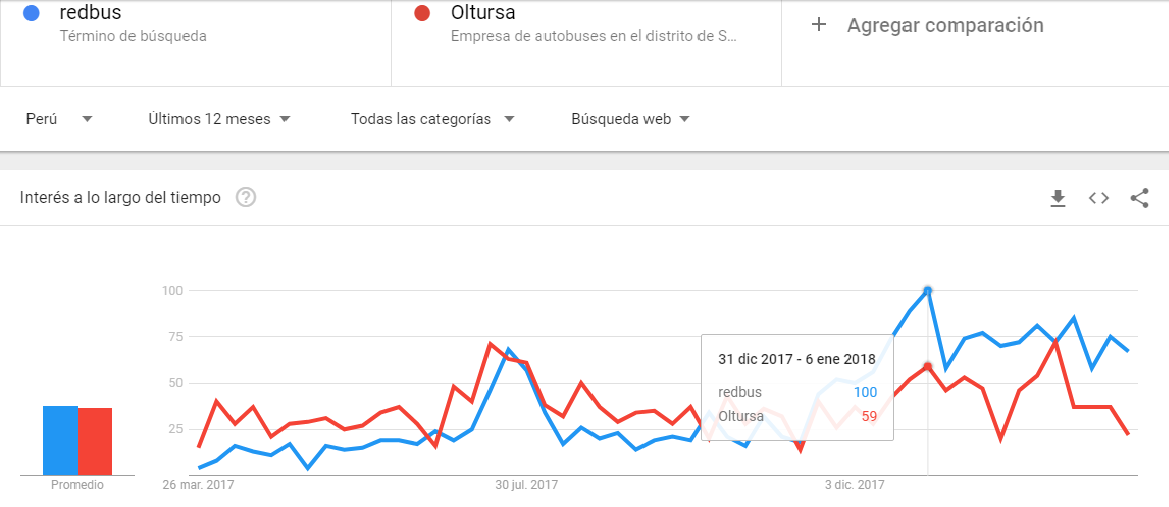 redbus
Término de búsqueda
Oltursa
Empresa de autobuses en el distrito de S...
+ Agregar comparación
Perú
Últimos 12 meses
Todas las categorías
Búsqueda web
Interés a lo largo del tiempo ?
100
75
50
25
31 dic 2017 - 6 ene 2018
redbus 100
Oltursa 59
Promedio
26 mar. 2017
30 jul. 2017
3 dic. 2017